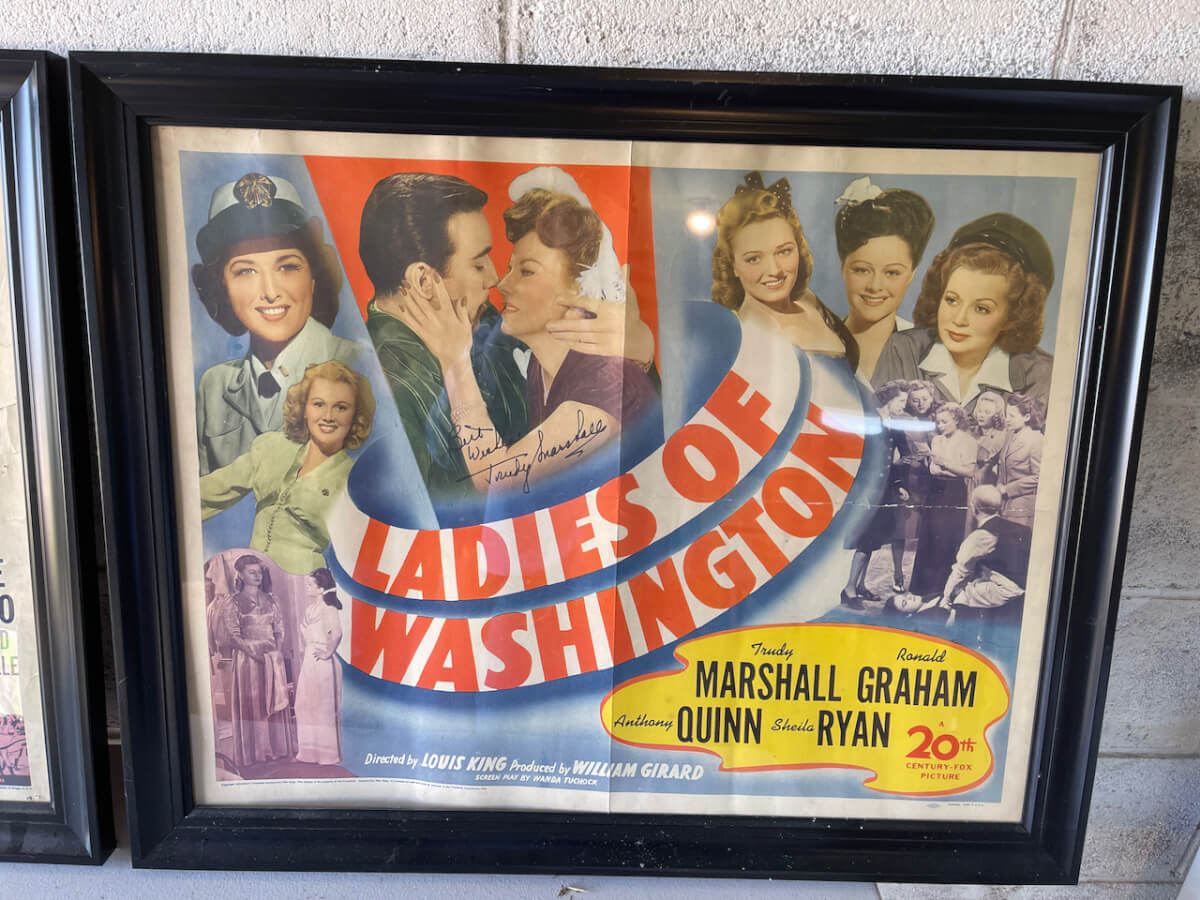 Best
Wishes
Trudy Marshall
LADIES OF
WASHINGTON
Trudy Ronald
MARSHALL GRAHAM
Anthony QUINN Sheila RYAN
A
20th
CENTURY-FOX
PICTURE
Directed by LOUIS KING Produced by WILLIAM GIRARD
SCREEN PLAY BY WANDA TUCHOCK